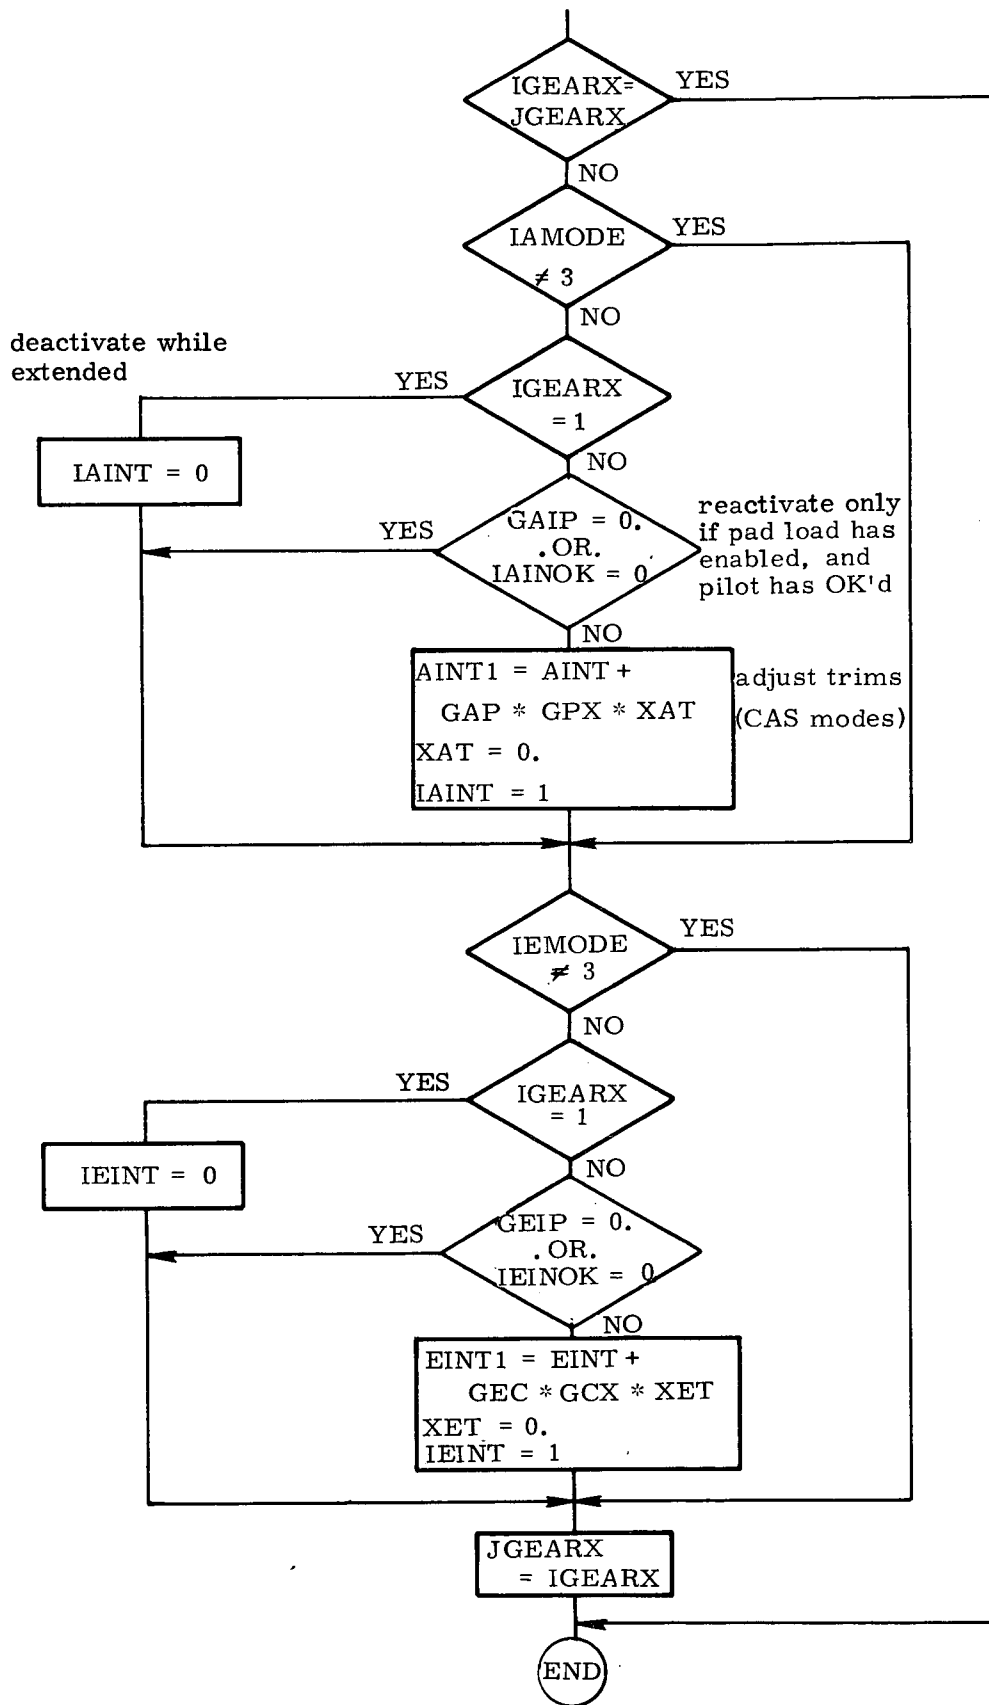 IGEARX=
JGEARX
YES
NO
IAMODE
≠ 3
YES
NO
deactivate while
extended
YES
IGEARX
= 1
NO
IAINT = 0
YES
GAIP = 0.
.OR.
IAINOK = 0
reactivate only
if pad load has
enabled, and
pilot has OK'd
NO
AINT1 = AINT +
GAP * GPX * XAT
XAT = 0.
IAINT = 1
adjust trims
(CAS modes)
IEMODE
≠ 3
YES
NO
YES
IGEARX
= 1
NO
IEINT = 0
YES
GEIP = 0.
.OR.
IEINOK = 0
NO
EINT1 = EINT +
GEC * GCX * XET
XET = 0.
IEINT = 1
JGEARX
= IGEARX
END